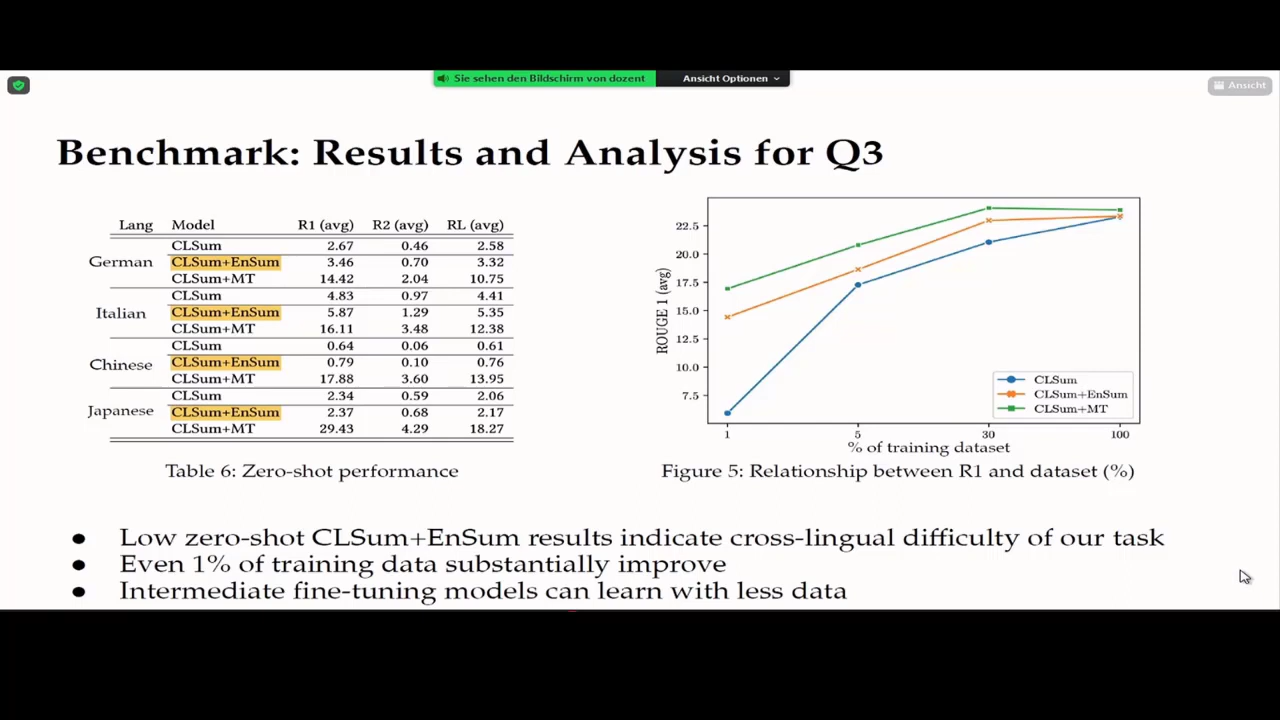 Sie sehen den Bildschirm von dozent
Ansicht Optionen
Ansicht
Benchmark: Results and Analysis for Q3
Lang Model R1 (avg) R2 (avg) RL (avg)
CLSum 2.67 0.46 2.58
German CLSum+EnSum 3.46 0.70 3.32
CLSum+MT 14.42 2.04 10.75
CLSum 4.83 0.97 4.41
Italian CLSum+EnSum 5.87 1.29 5.35
CLSum+MT 16.11 3.48 12.38
CLSum 0.64 0.06 0.61
Chinese CLSum+EnSum 0.79 0.10 0.76
CLSum+MT 17.88 3.60 13.95
CLSum 2.34 0.59 2.06
Japanese CLSum+EnSum 2.37 0.68 2.17
CLSum+MT 29.43 4.29 18.27
Table 6: Zero-shot performance
ROUGE 1 (avg)
22.5
20.0
17.5
15.0
12.5
10.0
7.5
CLSum
CLSum+EnSum
CLSum+MT
1 5 30 100
% of training dataset
Figure 5: Relationship between R1 and dataset (%)
● Low zero-shot CLSum+EnSum results indicate cross-lingual difficulty of our task
● Even 1% of training data substantially improve
● Intermediate fine-tuning models can learn with less data